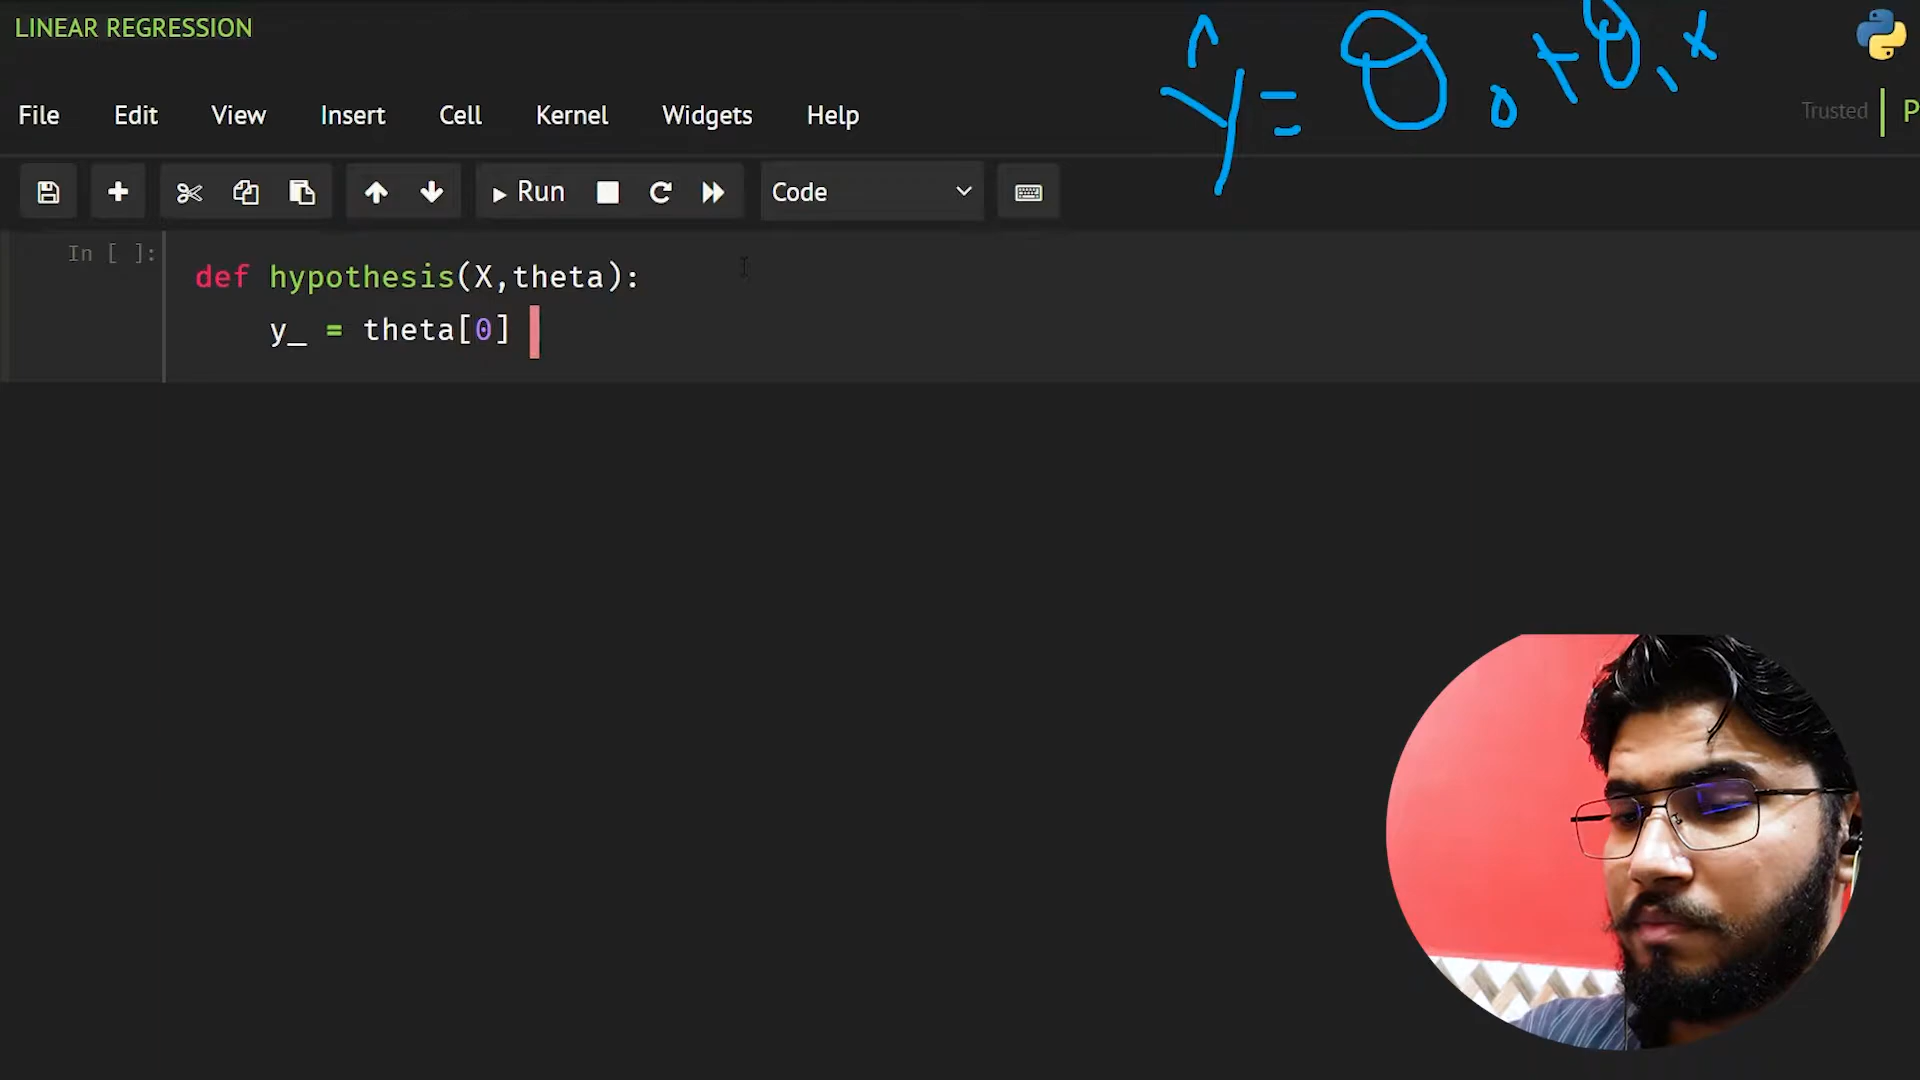 LINEAR REGRESSION
ŷ = θ₀ + θ₁x
File Edit View Insert Cell Kernel Widgets Help Trusted P
Run Code
In [ ]:
def hypothesis(X,theta):
y_ = theta[0]